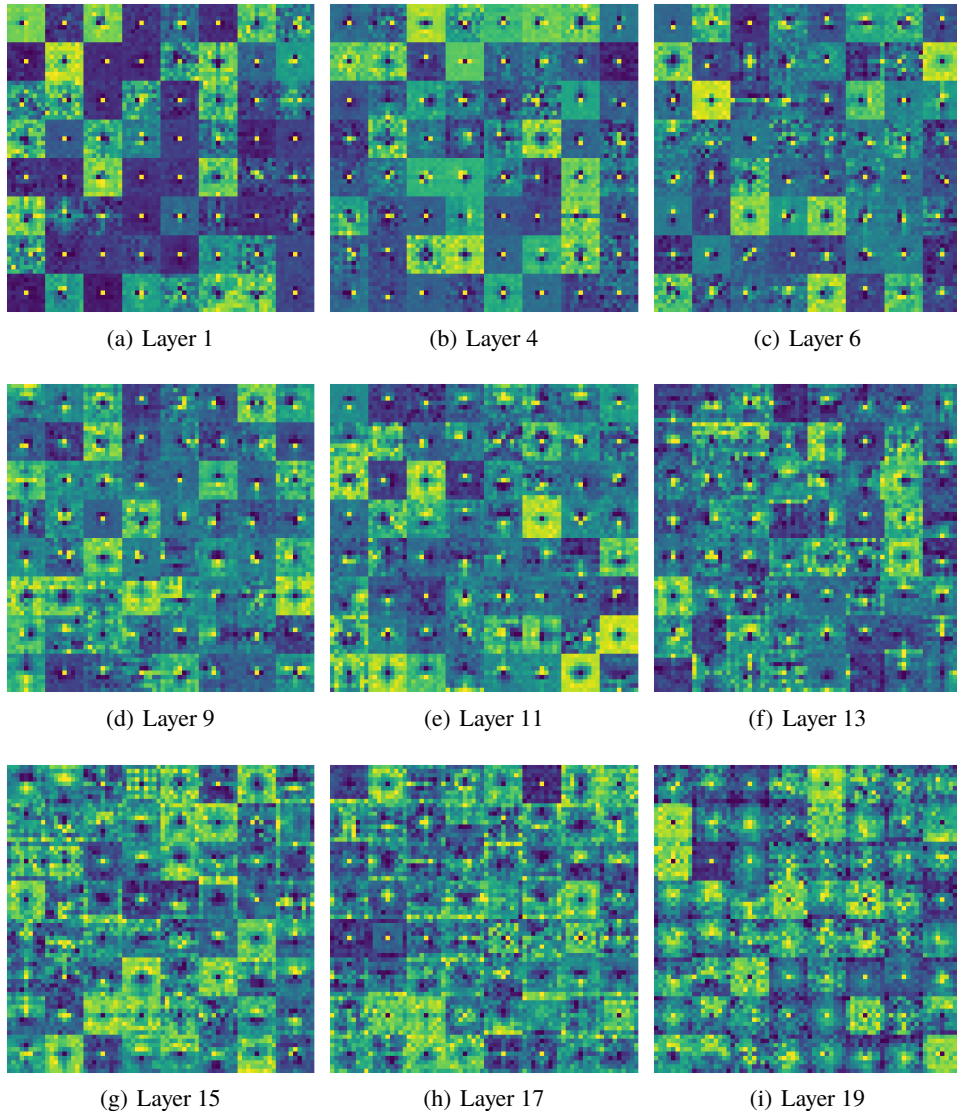 (a) Layer 1
(b) Layer 4
(c) Layer 6
(d) Layer 9
(e) Layer 11
(f) Layer 13
(g) Layer 15
(h) Layer 17
(i) Layer 19